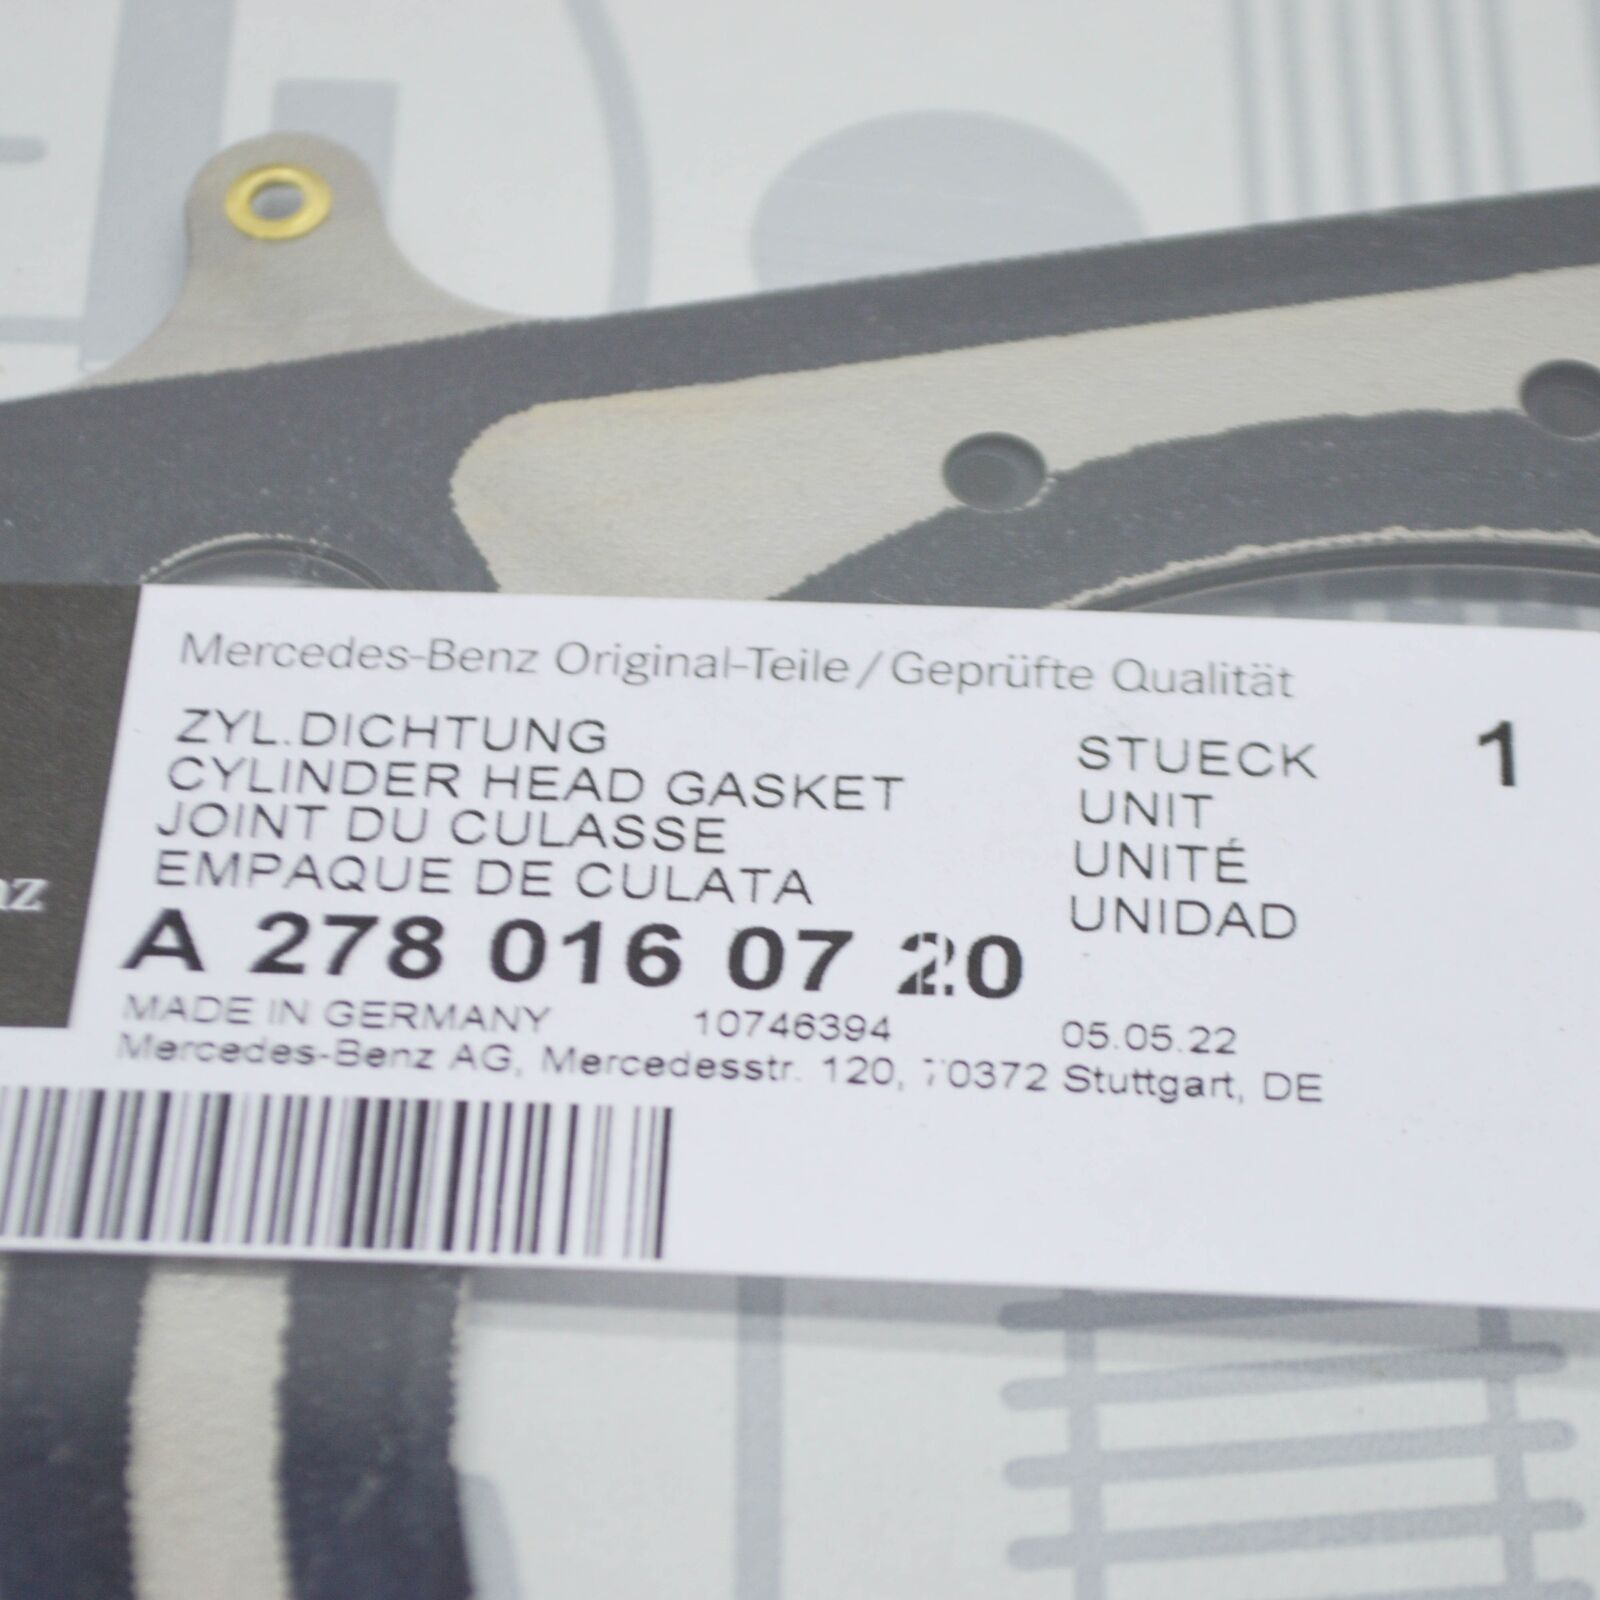 Mercedes-Benz Original-Teile / Geprüfte Qualität
ZYL.DICHTUNG
CYLINDER HEAD GASKET
JOINT DU CULASSE
EMPAQUE DE CULATA
STUECK 1
UNIT
UNITÉ
UNIDAD
nz
A 278 016 07 20
MADE IN GERMANY 10746394 05.05.22
Mercedes-Benz AG, Mercedesstr. 120, 70372 Stuttgart, DE